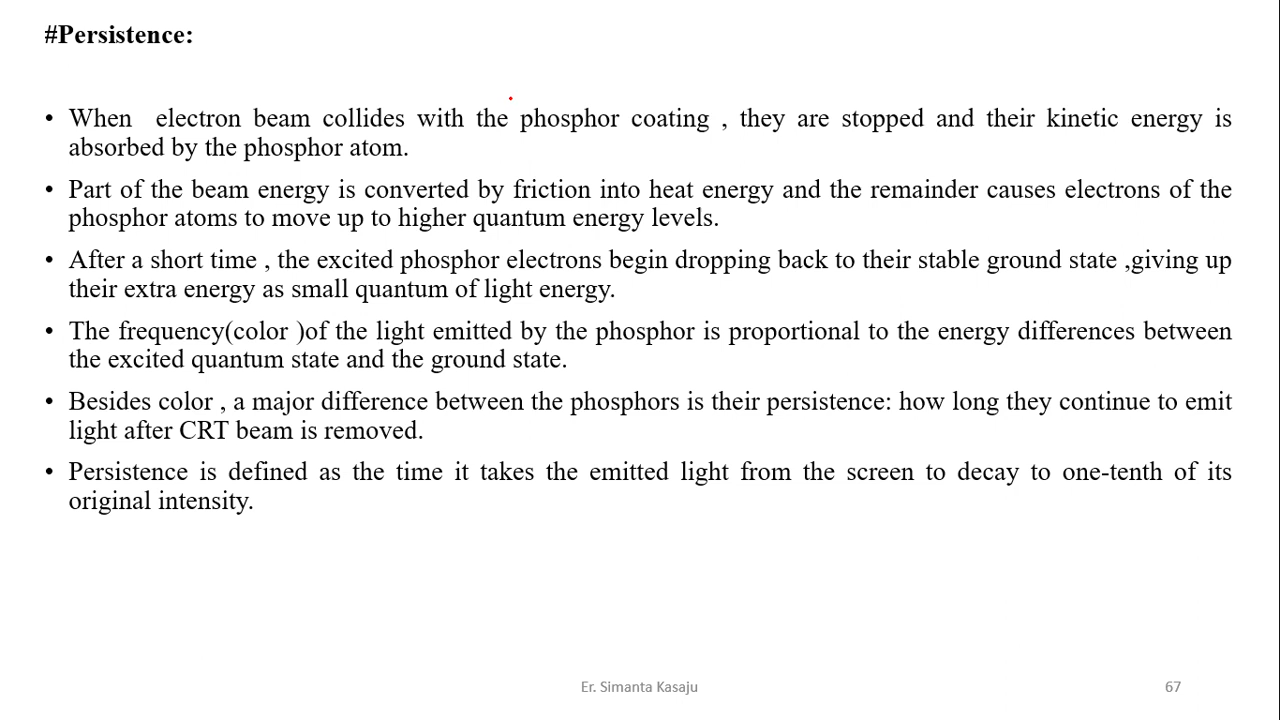 #Persistence:
• When electron beam collides with the phosphor coating , they are stopped and their kinetic energy is
absorbed by the phosphor atom.
• Part of the beam energy is converted by friction into heat energy and the remainder causes electrons of the
phosphor atoms to move up to higher quantum energy levels.
• After a short time , the excited phosphor electrons begin dropping back to their stable ground state ,giving up
their extra energy as small quantum of light energy.
• The frequency(color )of the light emitted by the phosphor is proportional to the energy differences between
the excited quantum state and the ground state.
• Besides color , a major difference between the phosphors is their persistence: how long they continue to emit
light after CRT beam is removed.
• Persistence is defined as the time it takes the emitted light from the screen to decay to one-tenth of its
original intensity.
Er. Simanta Kasaju
67